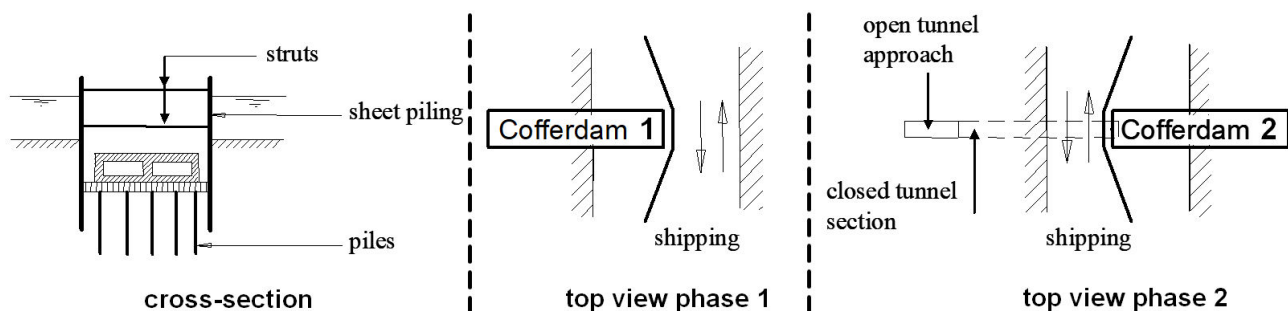 struts
sheet piling
piles
cross-section
Cofferdam 1
shipping
top view phase 1
open tunnel
approach
Cofferdam 2
closed tunnel
section
shipping
top view phase 2